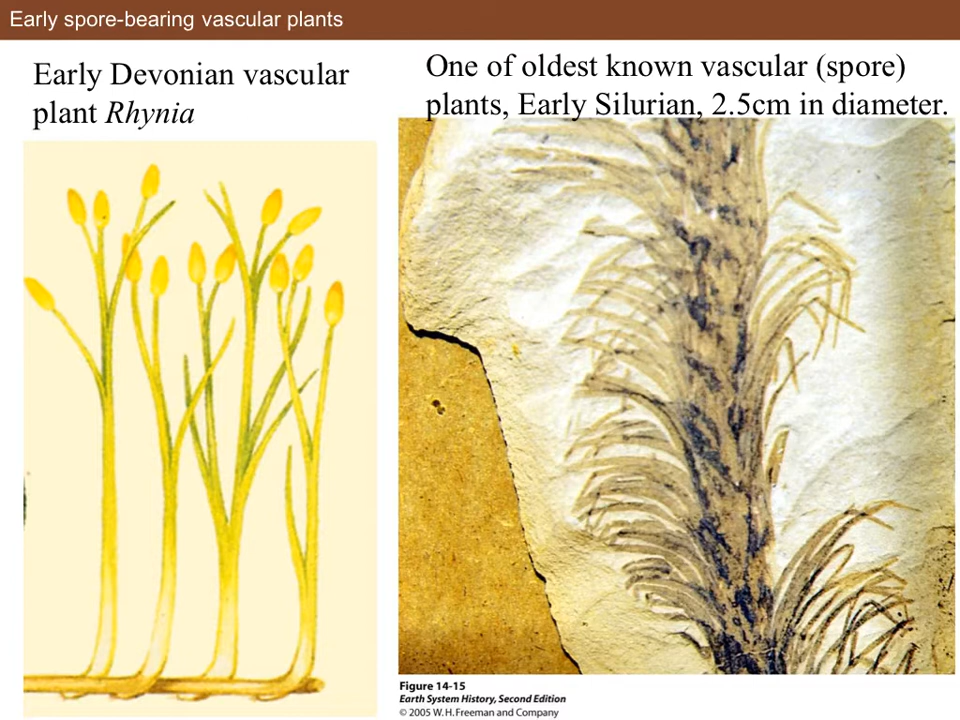 Early spore-bearing vascular plants
Early Devonian vascular
plant Rhynia
One of oldest known vascular (spore)
plants, Early Silurian, 2.5cm in diameter.
Figure 14-15
Earth System History, Second Edition
© 2005 W.H. Freeman and Company